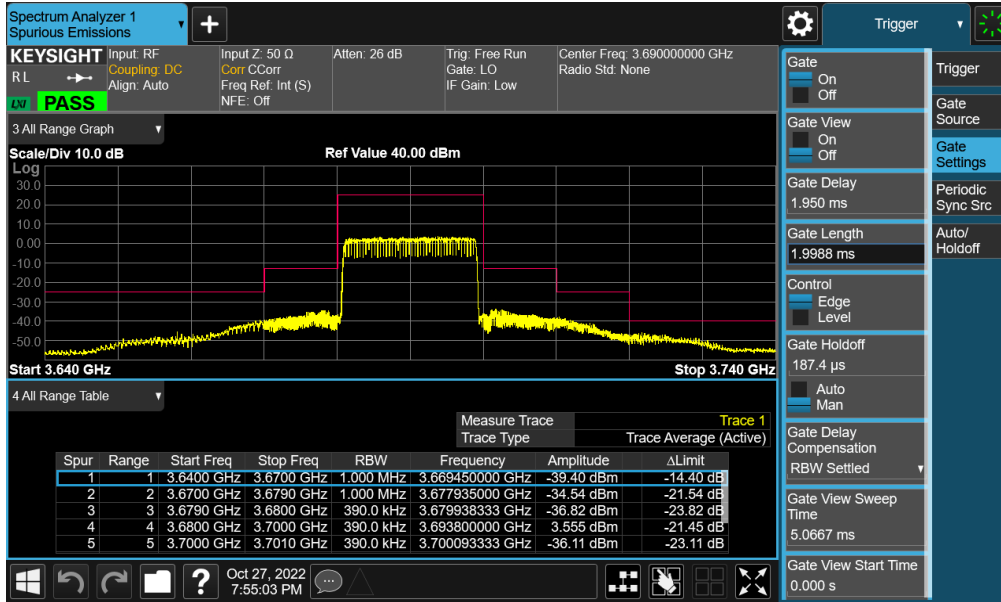 Spectrum Analyzer 1
Spurious Emissions
Trigger
KEYSIGHT
Input: RF
Input Z: 50 Ω
Atten: 26 dB
Trig: Free Run
Center Freq: 3.690000000 GHz
RL
Coupling: DC
Corr CCorr
Gate: LO
Radio Std: None
Align: Auto
Freq Ref: Int (S)
IF Gain: Low
LXI
PASS
NFE: Off
3 All Range Graph
Scale/Div 10.0 dB
Ref Value 40.00 dBm
Log
30.0
20.0
10.0
0.00
-10.0
-20.0
-30.0
-40.0
-50.0
Start 3.640 GHz
Stop 3.740 GHz
4 All Range Table
Measure Trace Trace 1
Trace Type Trace Average (Active)
Spur Range Start Freq Stop Freq RBW Frequency Amplitude ΔLimit
1 1 3.6400 GHz 3.6700 GHz 1.000 MHz 3.669450000 GHz -39.40 dBm -14.40 dB
2 2 3.6700 GHz 3.6790 GHz 1.000 MHz 3.677935000 GHz -34.54 dBm -21.54 dB
3 3 3.6790 GHz 3.6800 GHz 390.0 kHz 3.679938333 GHz -36.82 dBm -23.82 dB
4 4 3.6800 GHz 3.7000 GHz 390.0 kHz 3.693800000 GHz 3.555 dBm -21.45 dB
5 5 3.7000 GHz 3.7010 GHz 390.0 kHz 3.700093333 GHz -36.11 dBm -23.11 dB
Oct 27, 2022
7:55:03 PM
Gate
On
Off
Gate View
On
Off
Gate Delay
1.950 ms
Gate Length
1.9988 ms
Control
Edge
Level
Gate Holdoff
187.4 µs
Auto
Man
Gate Delay
Compensation
RBW Settled
Gate View Sweep
Time
5.0667 ms
Gate View Start Time
0.000 s
Trigger
Gate
Source
Gate
Settings
Periodic
Sync Src
Auto/
Holdoff